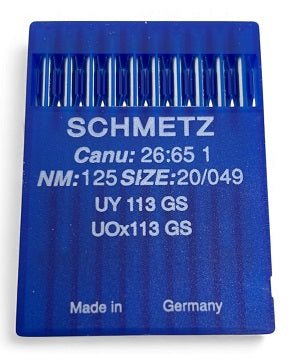 SCHMETZ
Canu: 26:65 1
NM:125 SIZE:20/049
UY 113 GS
UOx113 GS
Made in Germany